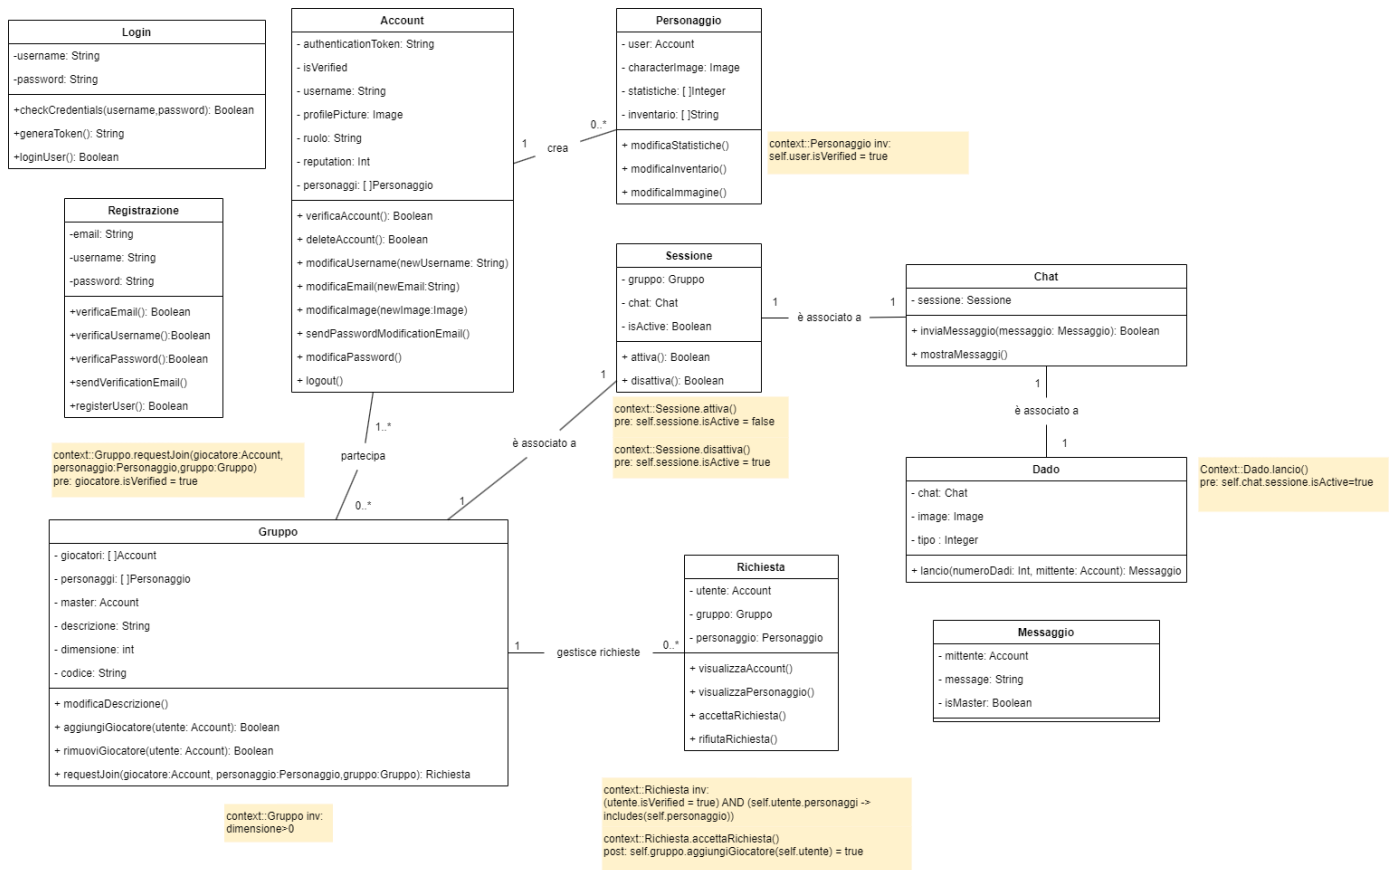 Login
-username: String
-password: String
+checkCredentials(username,password): Boolean
+generaToken(): String
+loginUser(): Boolean
Registrazione
-email: String
-username: String
-password: String
+verificaEmail(): Boolean
+verificaUsername():Boolean
+verificaPassword():Boolean
+sendVerificationEmail()
+registerUser(): Boolean
Account
- authenticationToken: String
- isVerified
- username: String
- profilePicture: Image
- ruolo: String
- reputation: Int
- personaggi: [ ]Personaggio
+ verificaAccount(): Boolean
+ deleteAccount(): Boolean
+ modificaUsername(newUsername: String)
+ modificaEmail(newEmail:String)
+ modificaImage(newImage:Image)
+ sendPasswordModificationEmail()
+ modificaPassword()
+ logout()
1
crea
0..*
Personaggio
- user: Account
- characterImage: Image
- statistiche: [ ]Integer
- inventario: [ ]String
+ modificaStatistiche()
+ modificaInventario()
+ modificaImmagine()
context::Personaggio inv:
self.user.isVerified = true
Sessione
- gruppo: Gruppo
- chat: Chat
- isActive: Boolean
+ attiva(): Boolean
+ disattiva(): Boolean
1
è associato a
1
Chat
- sessione: Sessione
+ inviaMessaggio(messaggio: Messaggio): Boolean
+ mostraMessaggi()
context::Sessione.attiva()
pre: self.sessione.isActive = false
context::Sessione.disattiva()
pre: self.sessione.isActive = true
1
è associato a
1
1
è associato a
1
Dado
- chat: Chat
- image: Image
- tipo : Integer
+ lancio(numeroDadi: Int, mittente: Account): Messaggio
Context::Dado.lancio()
pre: self.chat.sessione.isActive=true
context::Gruppo.requestJoin(giocatore:Account,
personaggio:Personaggio,gruppo:Gruppo)
pre: giocatore.isVerified = true
1..*
partecipa
0..*
Gruppo
- giocatori: [ ]Account
- personaggi: [ ]Personaggio
- master: Account
- descrizione: String
- dimensione: int
- codice: String
+ modificaDescrizione()
+ aggiungiGiocatore(utente: Account): Boolean
+ rimuoviGiocatore(utente: Account): Boolean
+ requestJoin(giocatore:Account, personaggio:Personaggio,gruppo:Gruppo): Richiesta
context::Gruppo inv:
dimensione>0
1
gestisce richieste
0..*
Richiesta
- utente: Account
- gruppo: Gruppo
- personaggio: Personaggio
+ visualizzaAccount()
+ visualizzaPersonaggio()
+ accettaRichiesta()
+ rifiutaRichiesta()
context::Richiesta inv:
(utente.isVerified = true) AND (self.utente.personaggi ->
includes(self.personaggio))
context::Richiesta.accettaRichiesta()
post: self.gruppo.aggiungiGiocatore(self.utente) = true
Messaggio
- mittente: Account
- message: String
- isMaster: Boolean